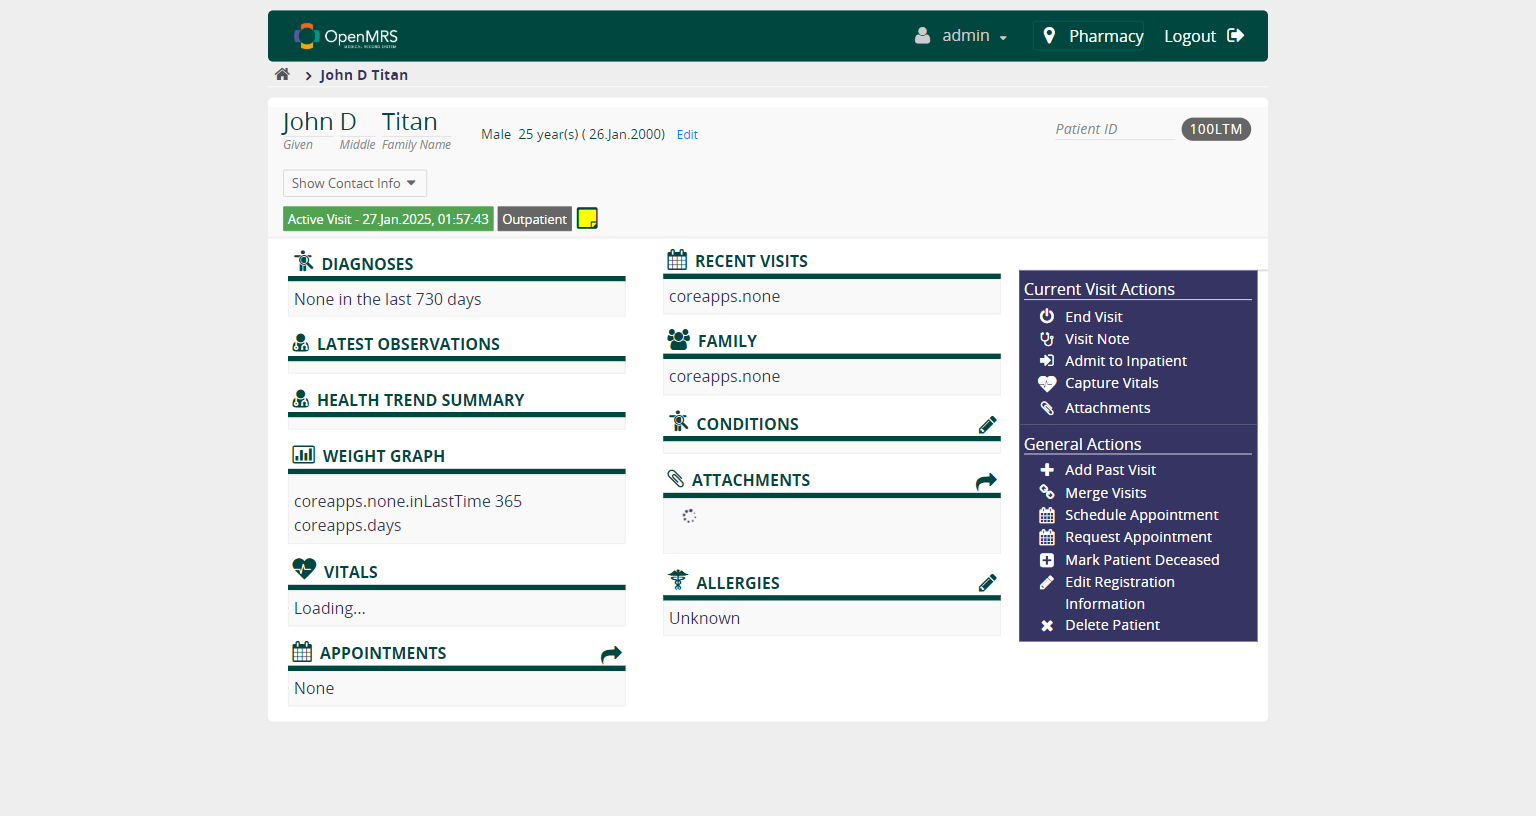 OpenMRS
MEDICAL RECORD SYSTEM
admin
Pharmacy
Logout
John D Titan
John D Titan
Given Middle Family Name
Male 25 year(s) ( 26.Jan.2000) Edit
Patient ID 100LTM
Show Contact Info
Active Visit - 27.Jan.2025, 01:57:43 Outpatient
DIAGNOSES
None in the last 730 days
LATEST OBSERVATIONS
HEALTH TREND SUMMARY
WEIGHT GRAPH
coreapps.none.inLastTime 365
coreapps.days
VITALS
Loading...
APPOINTMENTS
None
RECENT VISITS
coreapps.none
FAMILY
coreapps.none
CONDITIONS
ATTACHMENTS
ALLERGIES
Unknown
Current Visit Actions
End Visit
Visit Note
Admit to Inpatient
Capture Vitals
Attachments
General Actions
Add Past Visit
Merge Visits
Schedule Appointment
Request Appointment
Mark Patient Deceased
Edit Registration
Information
Delete Patient